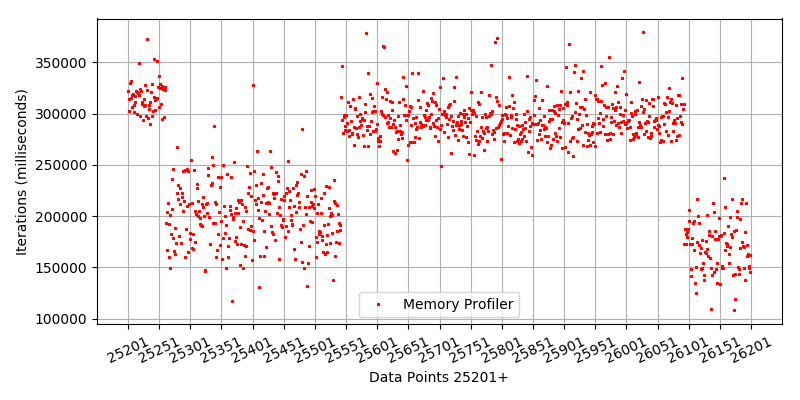 350000
300000
250000
200000
150000
100000
Iterations (milliseconds)
Memory Profiler
25201 25251 25301 25351 25401 25451 25501 25551 25601 25651 25701 25751 25801 25851 25901 25951 26001 26051 26101 26151 26201
Data Points 25201+